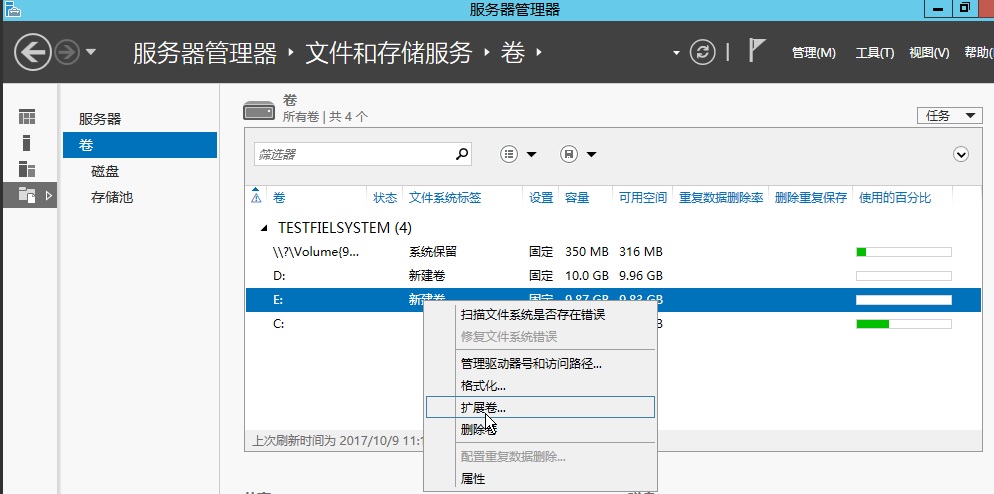 服务器管理器
服务器管理器 文件和存储服务 卷
管理(M) 工具(T) 视图(V) 帮助(
服务器
卷
磁盘
存储池
卷
所有卷 | 共 4 个
任务
筛选器
卷 状态 文件系统标签 设置 容量 可用空间 重复数据删除率 删除重复保存 使用的百分比
TESTFIELSYSTEM (4)
\\?\Volume{9... 系统保留 固定 350 MB 316 MB
D: 新建卷 固定 10.0 GB 9.96 GB
E: 新建卷 固定 9.87 GB 9.83 GB
C:
扫描文件系统是否存在错误
修复文件系统错误
管理驱动器号和访问路径...
格式化...
扩展卷...
删除卷
配置重复数据删除...
属性
上次刷新时间为 2017/10/9 11:1